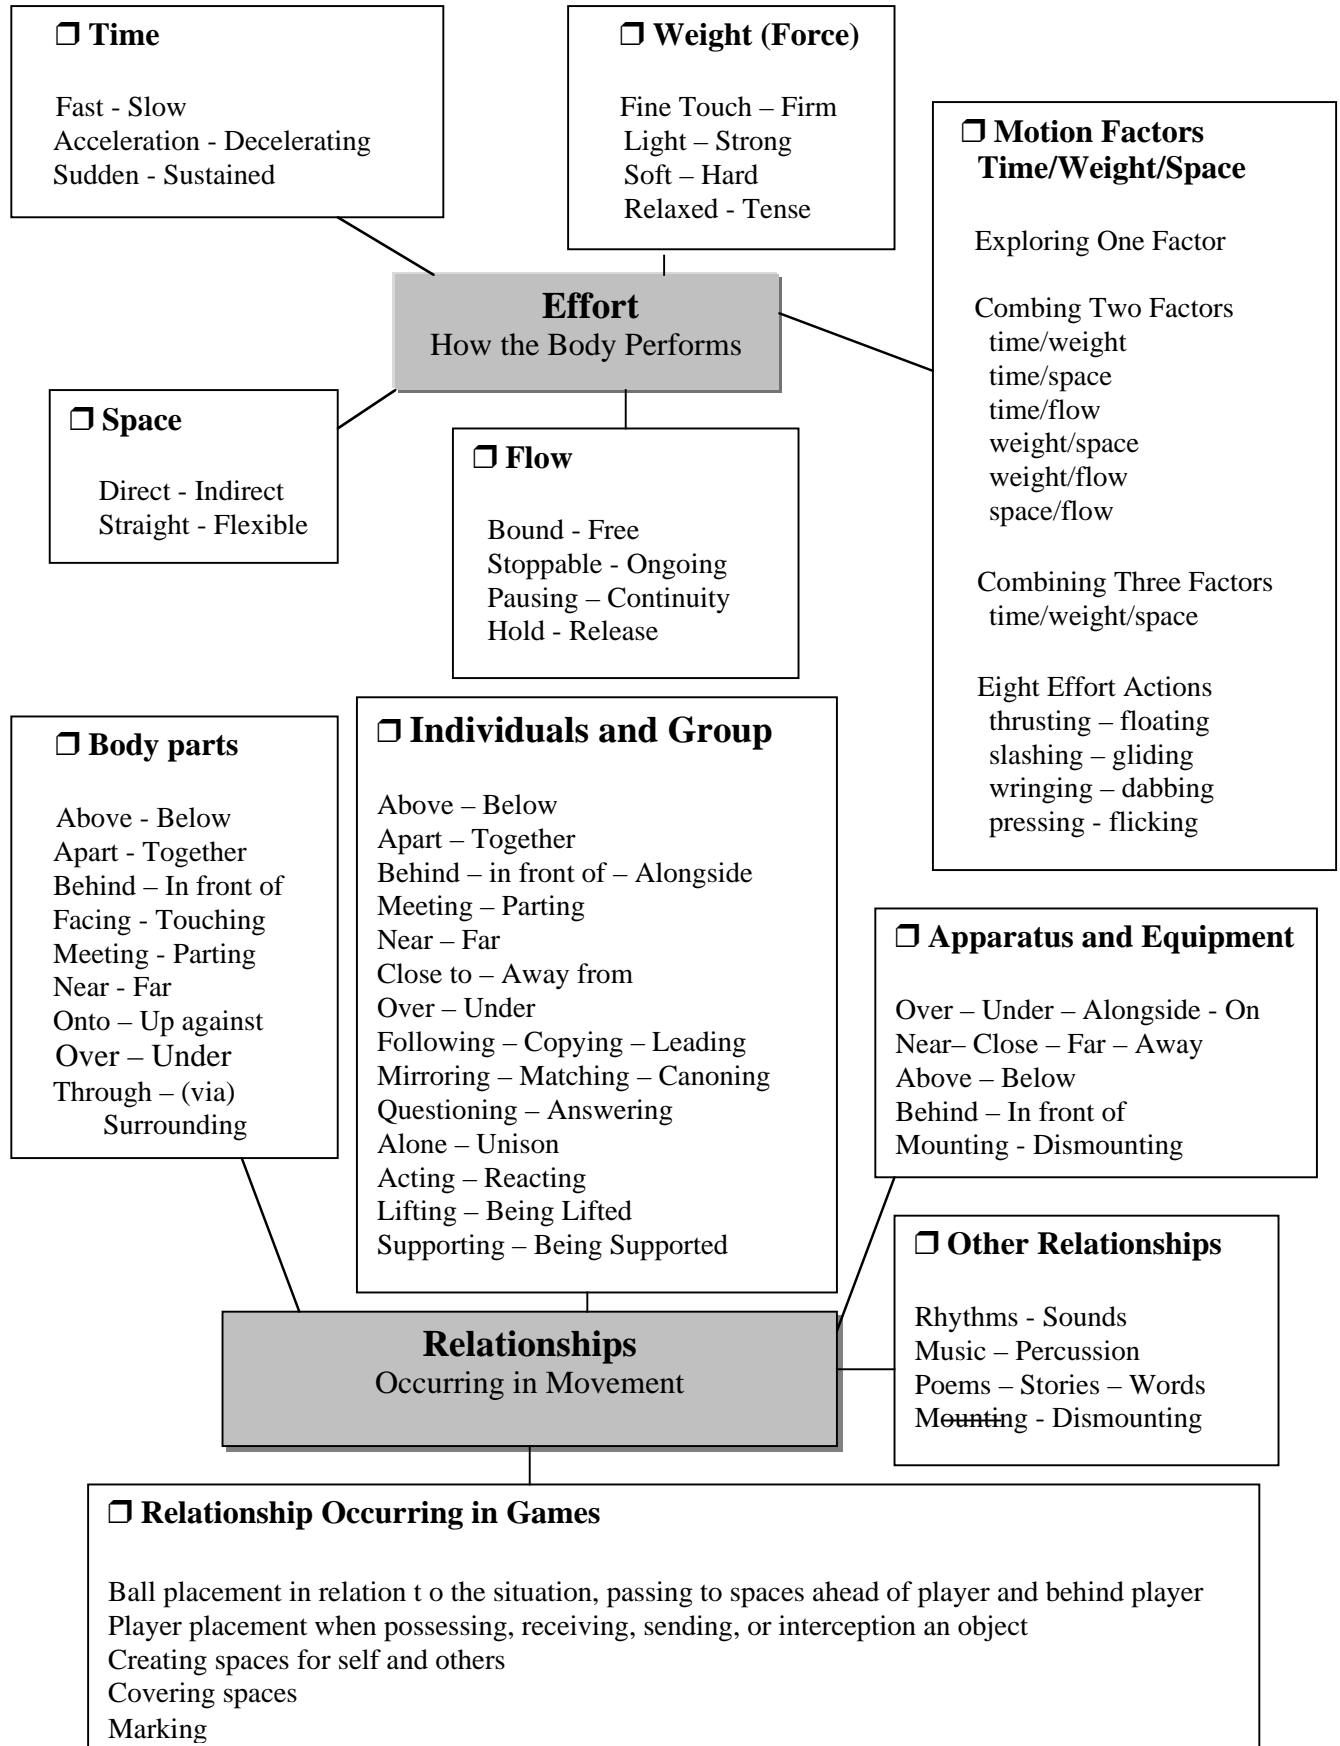 ❒ Time
Fast - Slow
Acceleration - Decelerating
Sudden - Sustained
❒ Weight (Force)
Fine Touch – Firm
Light – Strong
Soft – Hard
Relaxed - Tense
❒ Motion Factors
Time/Weight/Space
Exploring One Factor
Combing Two Factors
time/weight
time/space
time/flow
weight/space
weight/flow
space/flow
Combining Three Factors
time/weight/space
Eight Effort Actions
thrusting – floating
slashing – gliding
wringing – dabbing
pressing - flicking
Effort
How the Body Performs
❒ Space
Direct - Indirect
Straight - Flexible
❒ Flow
Bound - Free
Stoppable - Ongoing
Pausing – Continuity
Hold - Release
❒ Body parts
Above - Below
Apart - Together
Behind – In front of
Facing - Touching
Meeting - Parting
Near - Far
Onto – Up against
Over – Under
Through – (via)
Surrounding
❒ Individuals and Group
Above – Below
Apart – Together
Behind – in front of – Alongside
Meeting – Parting
Near – Far
Close to – Away from
Over – Under
Following – Copying – Leading
Mirroring – Matching – Canoning
Questioning – Answering
Alone – Unison
Acting – Reacting
Lifting – Being Lifted
Supporting – Being Supported
❒ Apparatus and Equipment
Over – Under – Alongside - On
Near– Close – Far – Away
Above – Below
Behind – In front of
Mounting - Dismounting
❒ Other Relationships
Rhythms - Sounds
Music – Percussion
Poems – Stories – Words
Mounting - Dismounting
Relationships
Occurring in Movement
❒ Relationship Occurring in Games
Ball placement in relation t o the situation, passing to spaces ahead of player and behind player
Player placement when possessing, receiving, sending, or interception an object
Creating spaces for self and others
Covering spaces
Marking